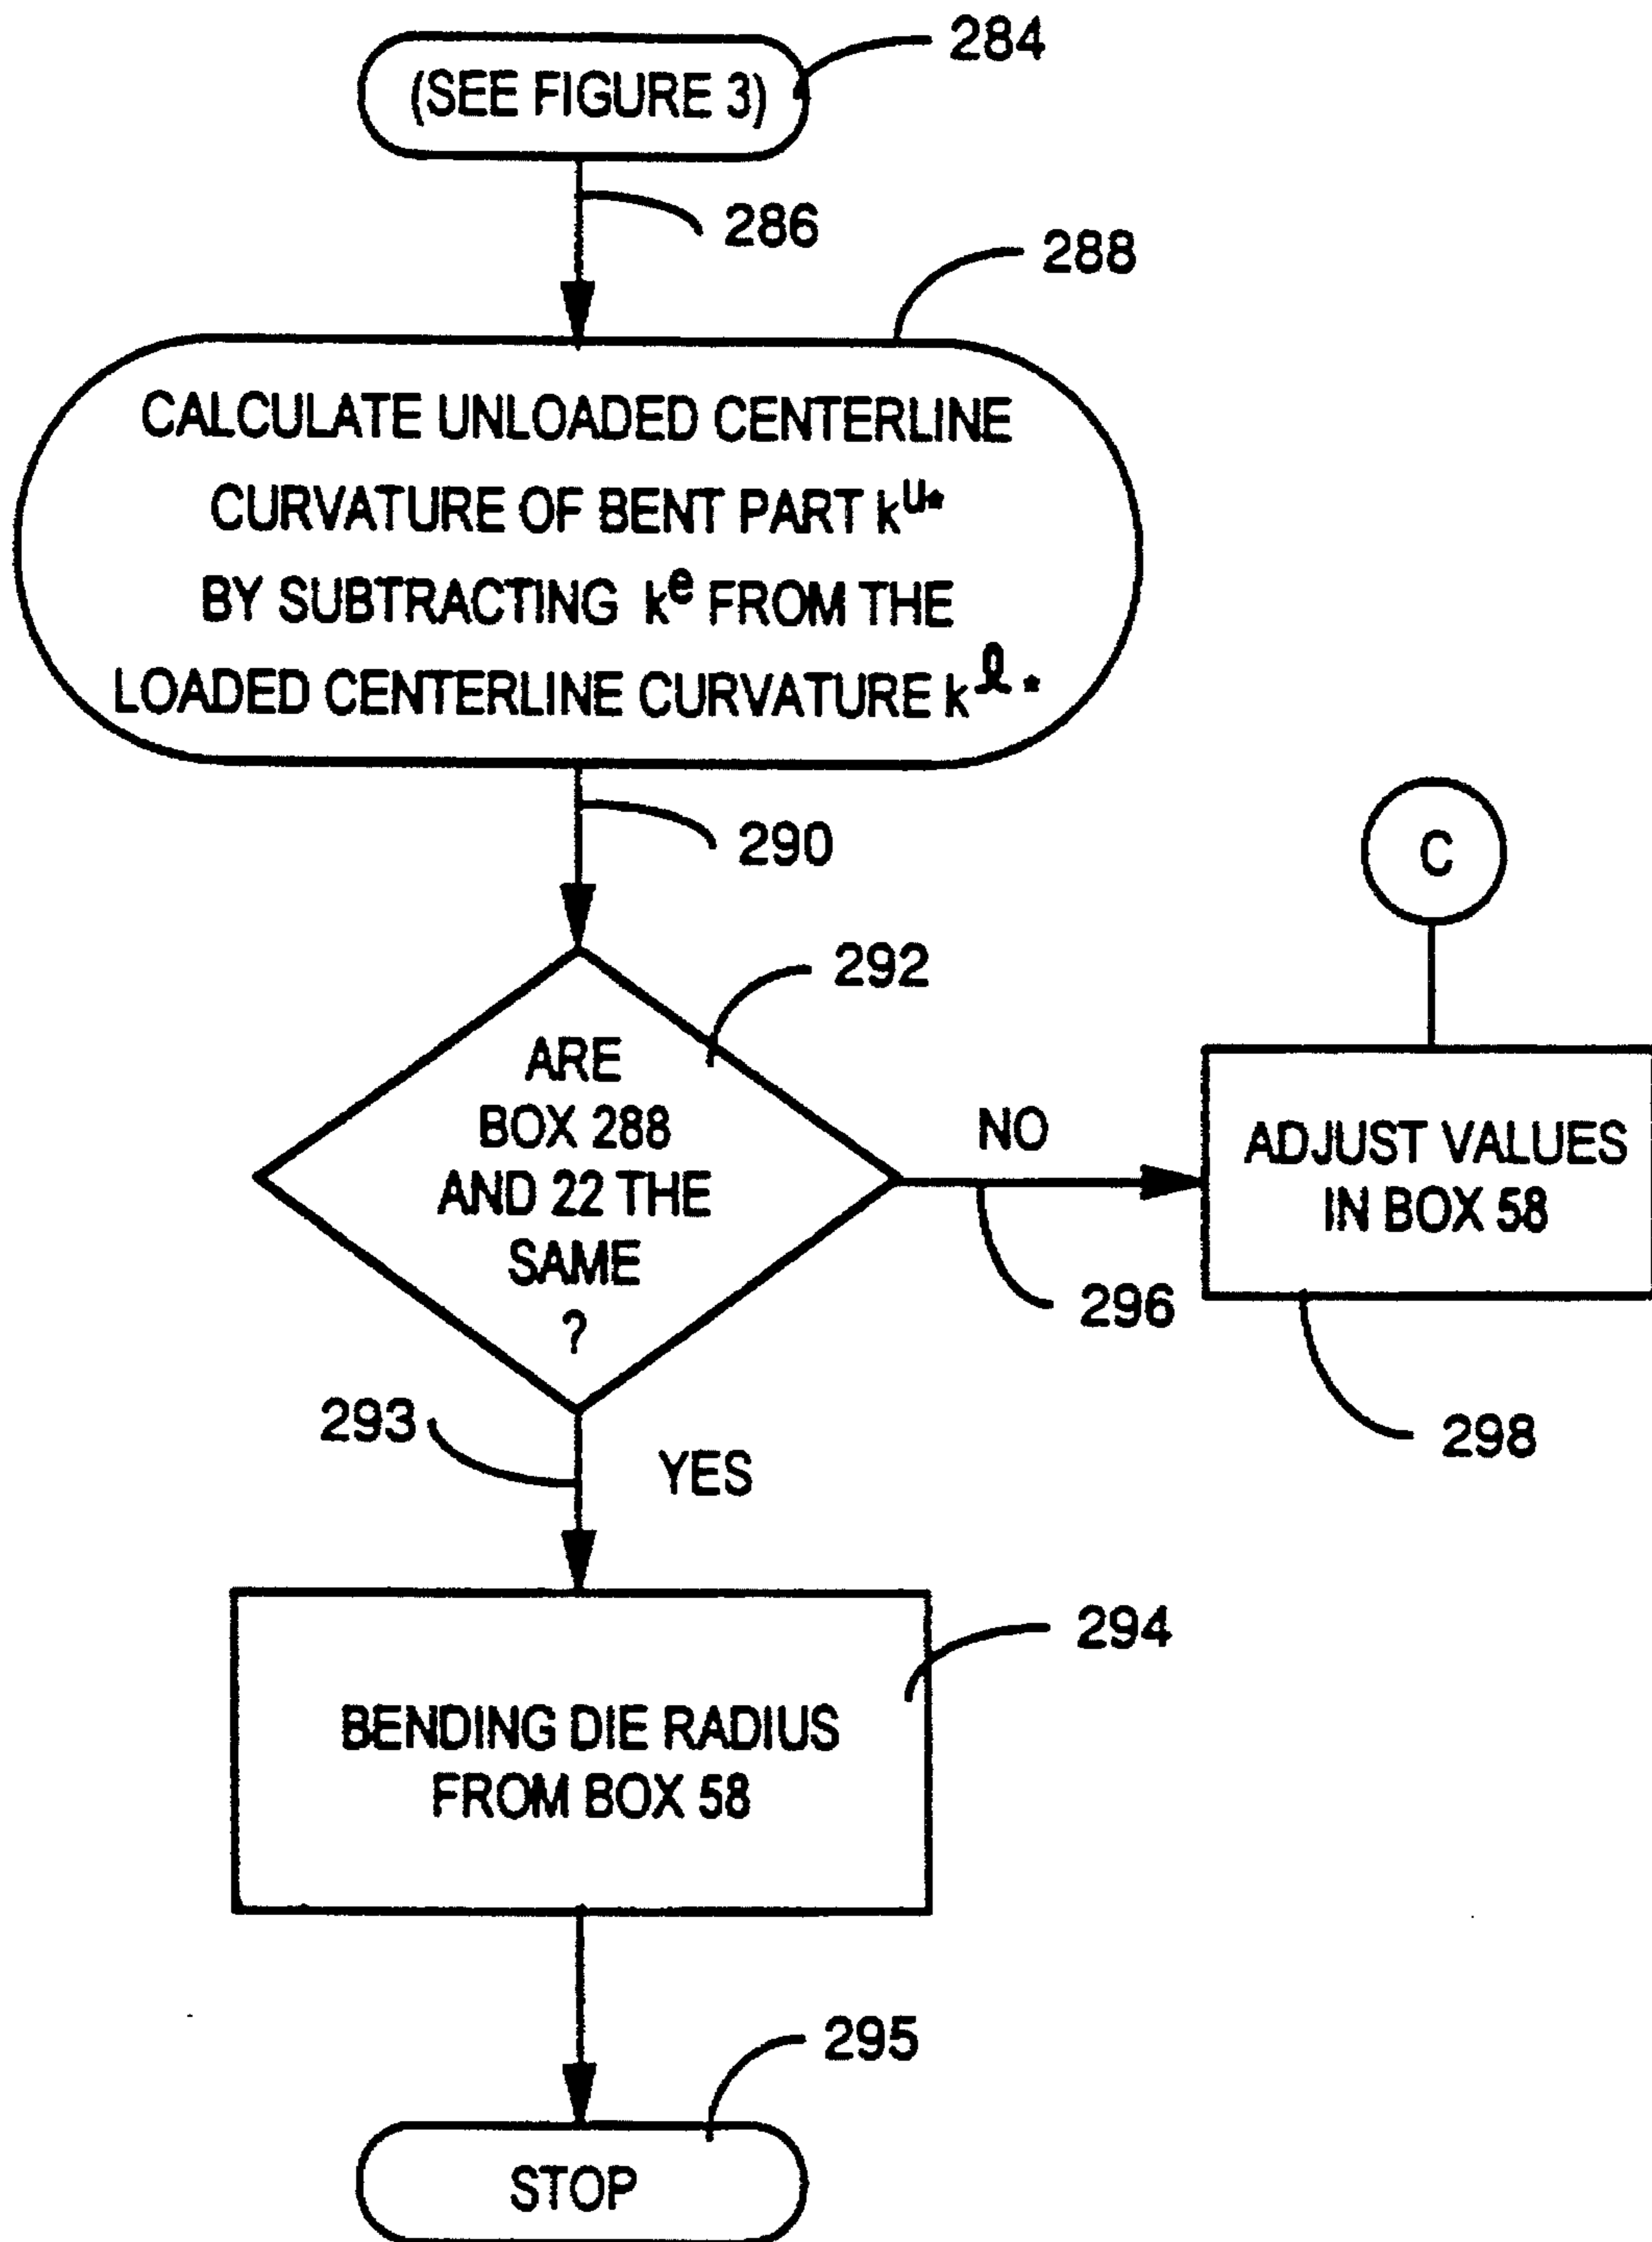 284
(SEE FIGURE 3)
286
288
CALCULATE UNLOADED CENTERLINE
CURVATURE OF BENT PART k^u*
BY SUBTRACTING k^e FROM THE
LOADED CENTERLINE CURVATURE k^ℓ*
290
C
292
ARE
BOX 288
AND 22 THE
SAME
?
NO
296
ADJUST VALUES
IN BOX 58
298
293
YES
294
BENDING DIE RADIUS
FROM BOX 58
295
STOP